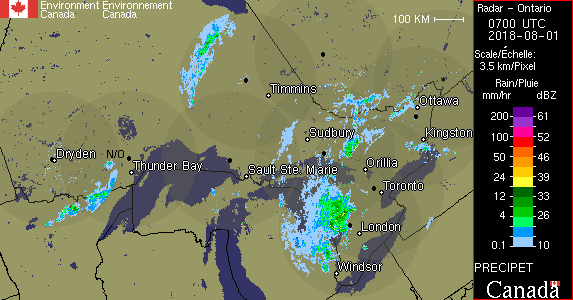 Environment Environnement
Canada Canada
100 KM
Timmins
Ottawa
Sudbury
Kingston
Dryden
N/O
Thunder Bay
Sault Ste. Marie
Orillia
Toronto
London
Windsor
Radar - Ontario
0700 UTC
2018-08-01
Scale/Échelle:
3.5 km/Pixel
Rain/Pluie
mm/hr dBZ
200 61
100 52
50 46
24 39
12 33
4 26
0.1 10
PRECIPET
Canada